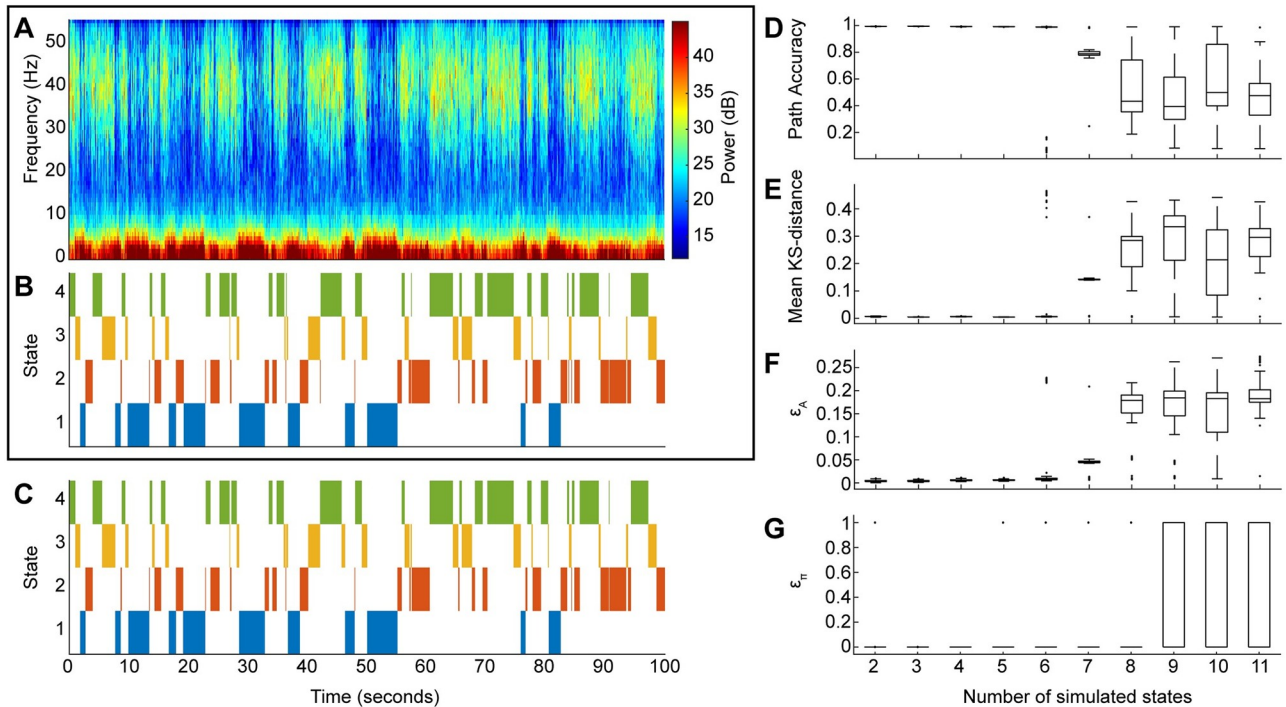 A
Frequency (Hz)
50
40
30
20
10
0
40
35
30
25
20
15
Power (dB)
B
State
4
3
2
1
C
State
4
3
2
1
0 10 20 30 40 50 60 70 80 90 100
Time (seconds)
D
Path Accuracy
1
0.8
0.6
0.4
0.2
E
Mean KS-distance
0.4
0.3
0.2
0.1
0
F
ε_A
0.25
0.2
0.15
0.1
0.05
0
G
ε_π
1
0.8
0.6
0.4
0.2
0
2 3 4 5 6 7 8 9 10 11
Number of simulated states